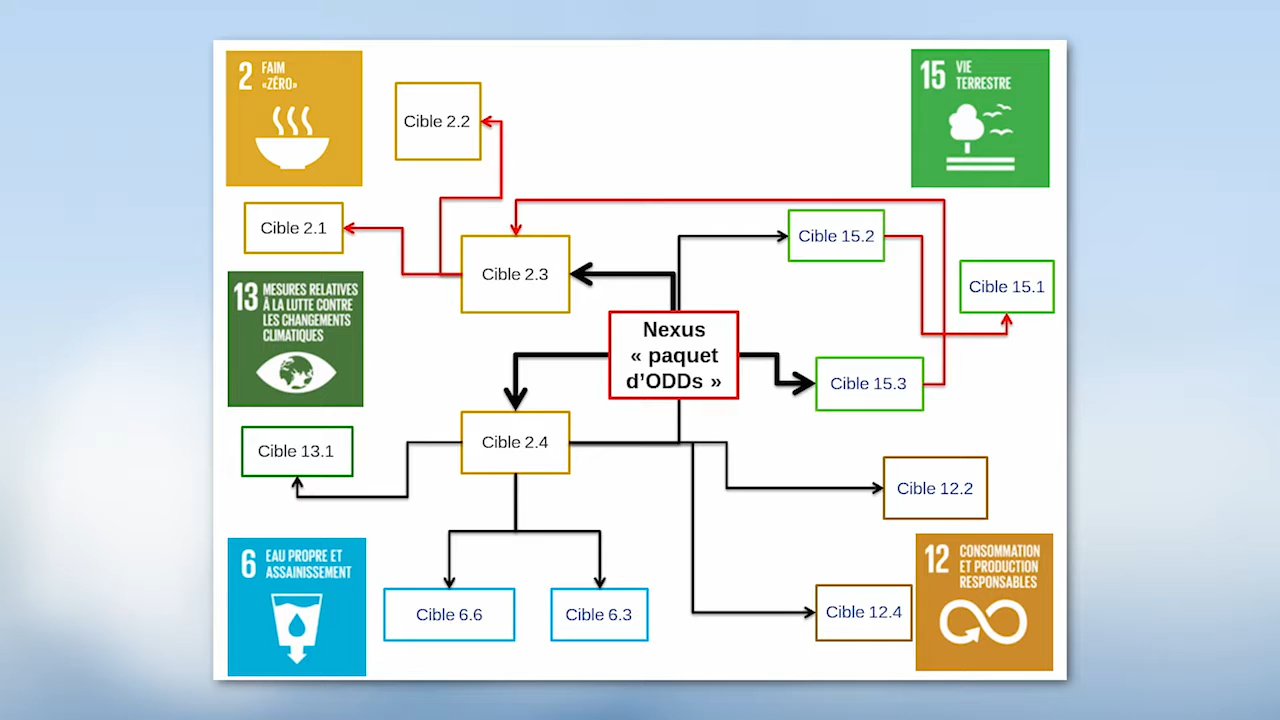 2 FAIM
«ZÉRO»
Cible 2.2
15 VIE
TERRESTRE
Cible 2.1
Cible 2.3
Cible 15.2
Cible 15.1
13 MESURES RELATIVES
À LA LUTTE CONTRE
LES CHANGEMENTS
CLIMATIQUES
Nexus
« paquet
d’ODDs »
Cible 15.3
Cible 13.1
Cible 2.4
Cible 12.2
6 EAU PROPRE ET
ASSAINISSEMENT
12 CONSOMMATION
ET PRODUCTION
RESPONSABLES
Cible 6.6
Cible 6.3
Cible 12.4